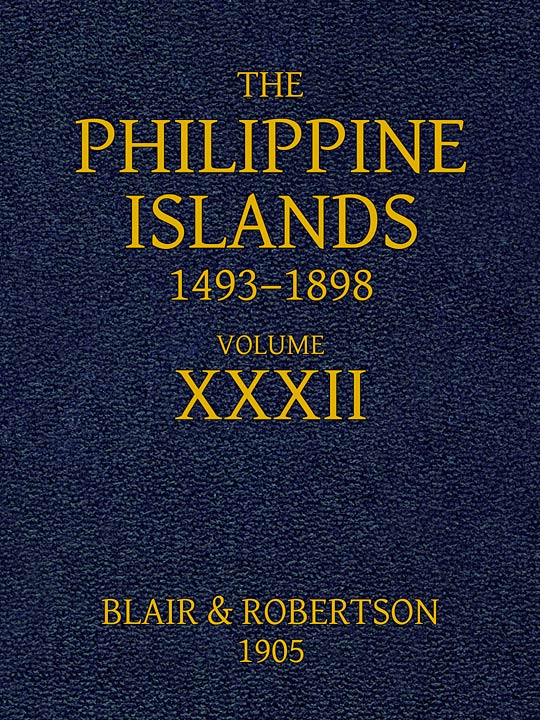 THE
PHILIPPINE
ISLANDS
1493–1898
VOLUME
XXXII
BLAIR & ROBERTSON
1905